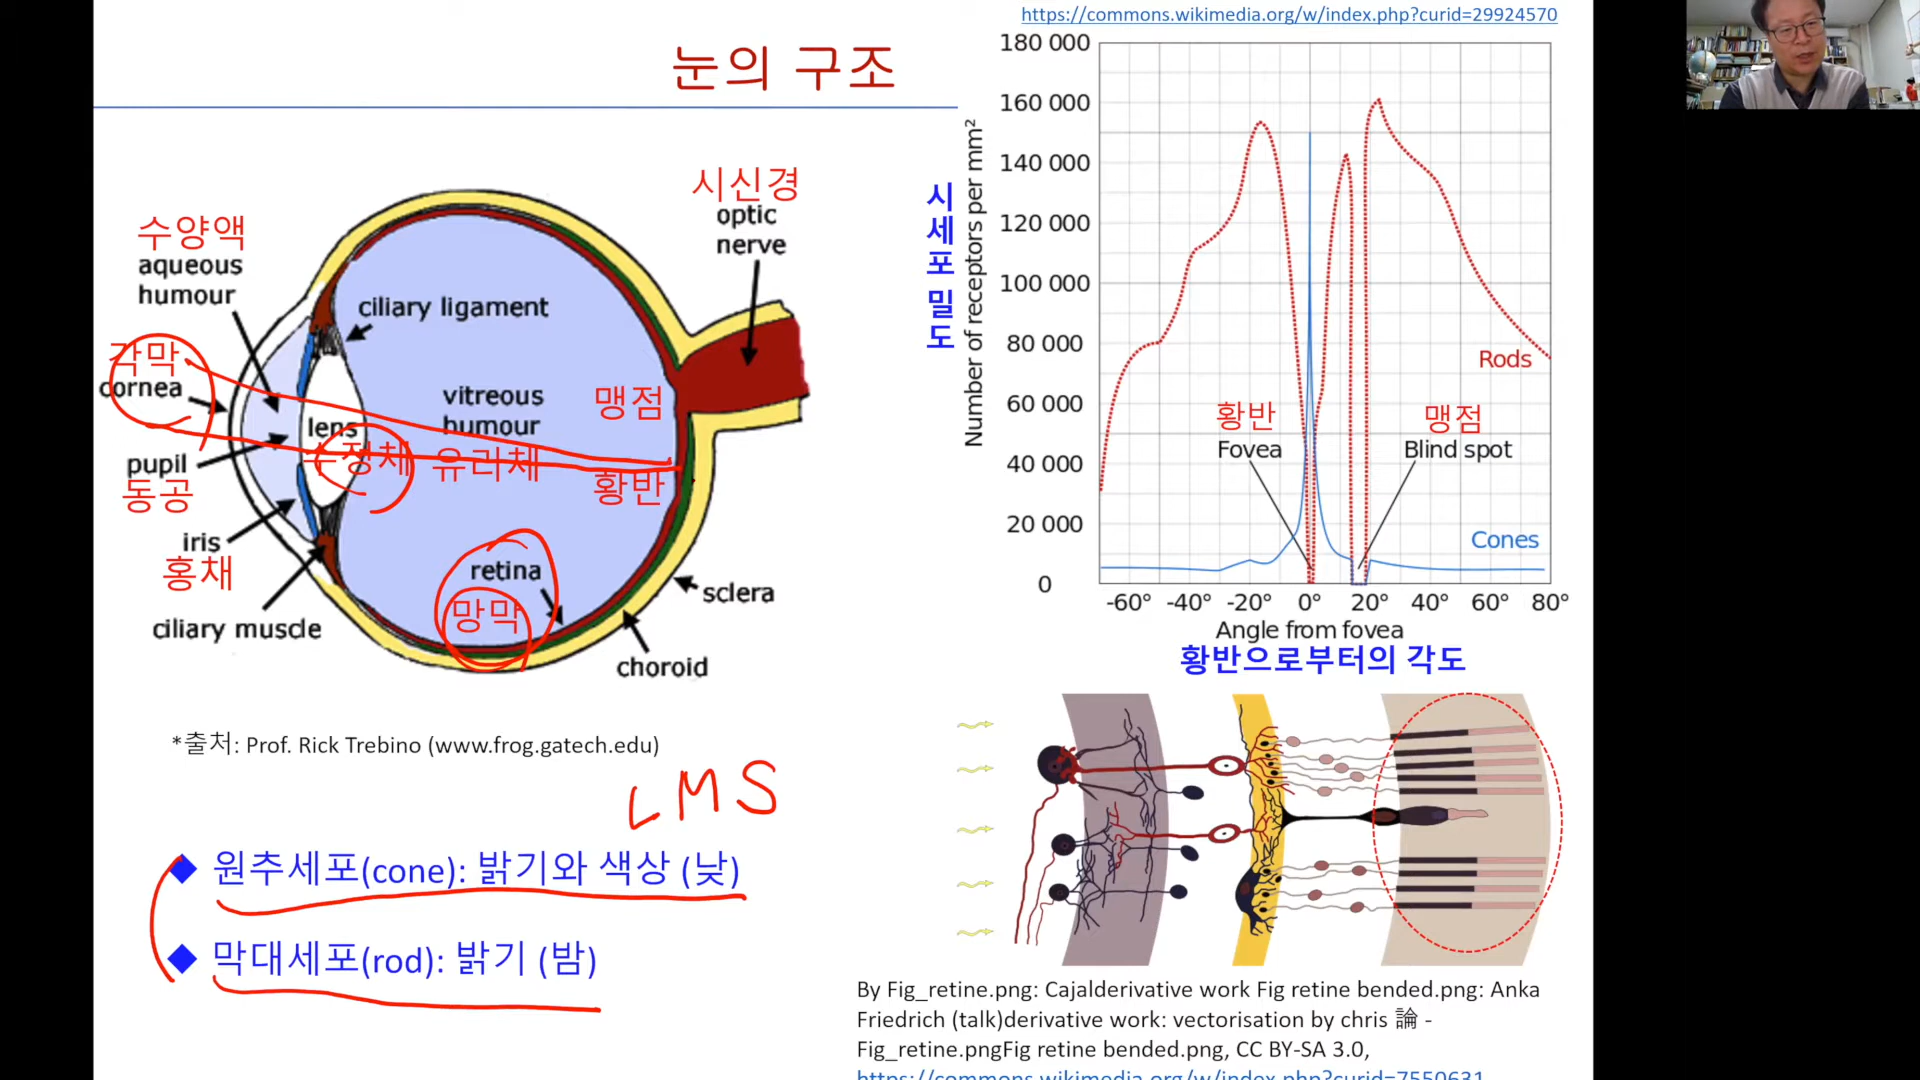 눈의 구조
수양액
aqueous
humour
각막
cornea
pupil
동공
iris
홍채
ciliary muscle
ciliary ligament
lens
수정체
vitreous
humour
유리체
맹점
황반
retina
망막
시신경
optic
nerve
sclera
choroid
*출처: Prof. Rick Trebino (www.frog.gatech.edu)
LMS
◆ 원추세포(cone): 밝기와 색상 (낮)
◆ 막대세포(rod): 밝기 (밤)
https://commons.wikimedia.org/w/index.php?curid=29924570
시세포 밀도
Number of receptors per mm²
180 000
160 000
140 000
120 000
100 000
80 000
60 000
40 000
20 000
0
Rods
황반
Fovea
맹점
Blind spot
Cones
-60° -40° -20° 0° 20° 40° 60° 80°
Angle from fovea
황반으로부터의 각도
By Fig_retine.png: Cajalderivative work Fig retine bended.png: Anka
Friedrich (talk)derivative work: vectorisation by chris 論 -
Fig_retine.pngFig retine bended.png, CC BY-SA 3.0,
https://commons.wikimedia.org/w/index.php?curid=7550631